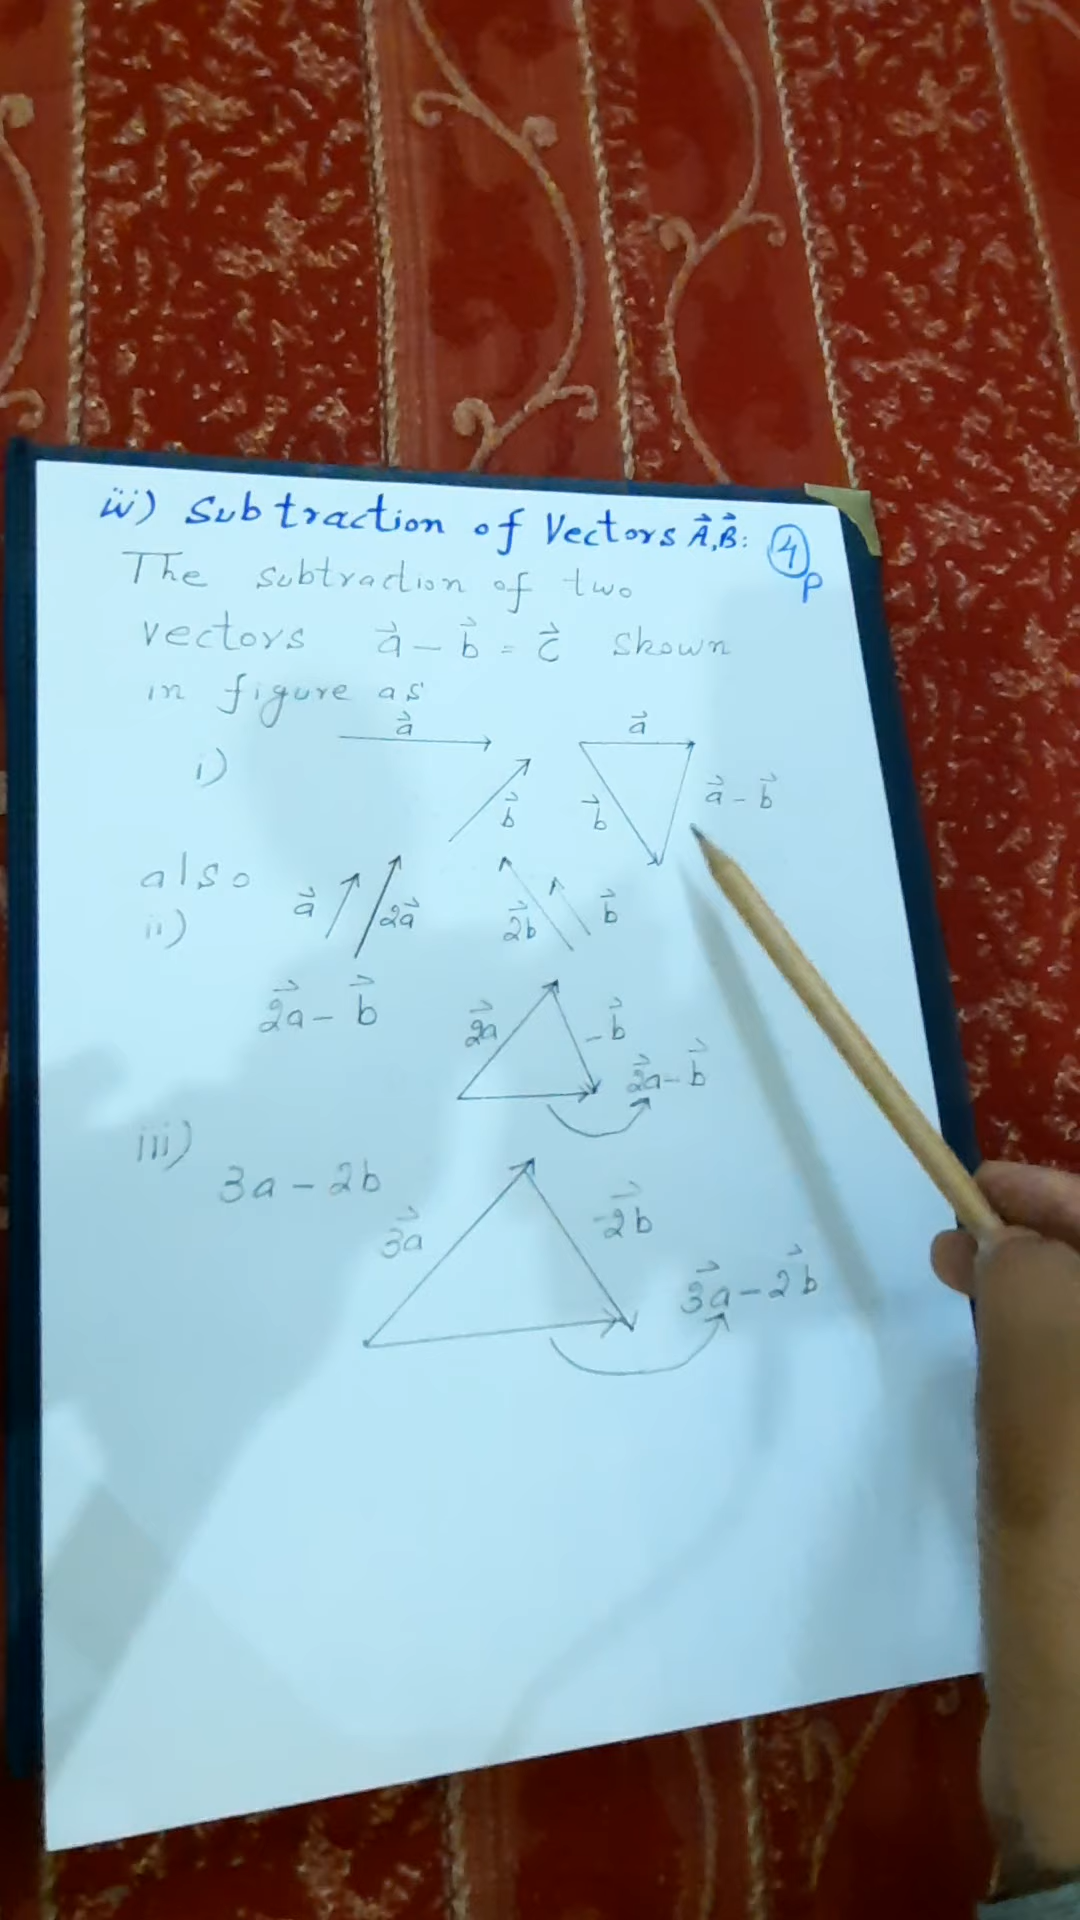 iii) Subtraction of Vectors A⃗,B⃗: 4
P
The subtraction of two
vectors a⃗ - b⃗ = c⃗ shown
in figure as
i) a⃗ b⃗ a⃗ b⃗ a⃗ - b⃗
also
ii) a⃗ 2a⃗ 2b⃗ b⃗
2a⃗ - b⃗ 2a⃗ -b⃗ 2a⃗ - b⃗
iii)
3a - 2b 3a⃗ -2b⃗ 3a⃗ - 2b⃗